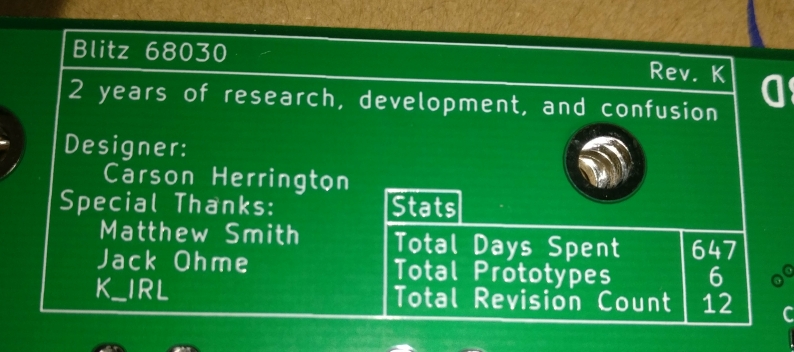 Blitz 68030
Rev. K
2 years of research, development, and confusion
Designer:
Carson Herrington
Special Thanks:
Matthew Smith
Jack Ohme
K_IRL
Stats
Total Days Spent 647
Total Prototypes 6
Total Revision Count 12